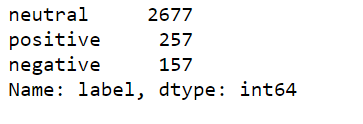 neutral 2677
positive 257
negative 157
Name: label, dtype: int64